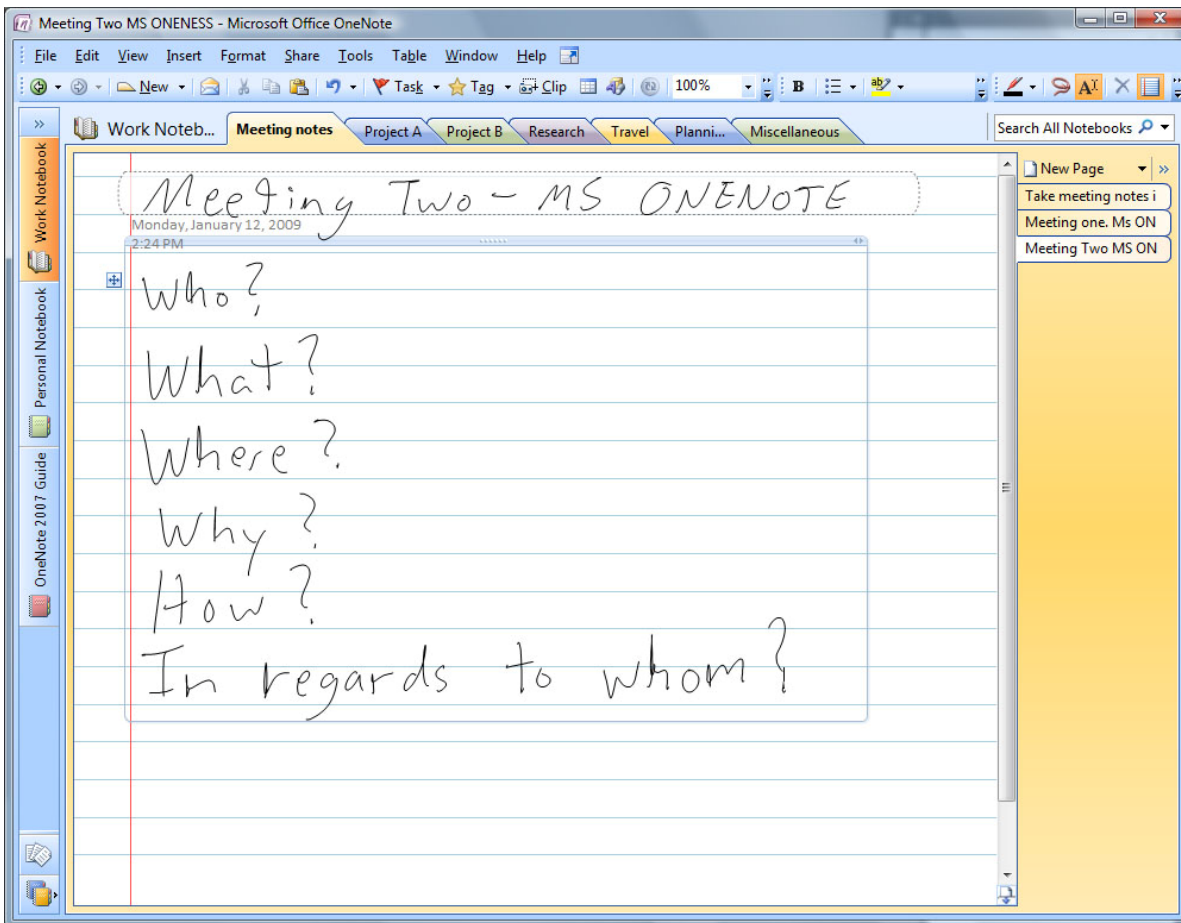 Meeting Two MS ONENESS - Microsoft Office OneNote
File Edit View Insert Format Share Tools Table Window Help
New Task Tag Clip 100% B ab
» Work Noteb... Meeting notes Project A Project B Research Travel Planni... Miscellaneous Search All Notebooks
New Page »
Take meeting notes i
Meeting one. Ms ON
Meeting Two MS ON
Work Notebook
Personal Notebook
OneNote 2007 Guide
Meeting Two - MS ONENOTE
Monday, January 12, 2009
2:24 PM
Who?
What?
Where?
Why?
How?
In regards to whom?